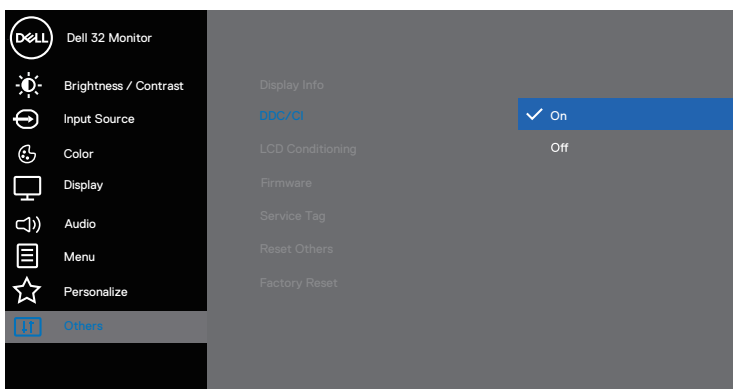 DELL
Dell 32 Monitor
Brightness / Contrast
Input Source
Color
Display
Audio
Menu
Personalize
Others
Display Info
DDC/CI
LCD Conditioning
Firmware
Service Tag
Reset Others
Factory Reset
On
Off